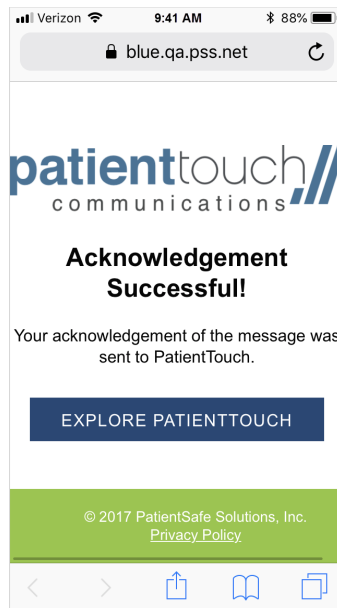 Verizon 9:41 AM 88%
blue.qa.pss.net
patienttouch
communications
Acknowledgement
Successful!
Your acknowledgement of the message was
sent to PatientTouch.
EXPLORE PATIENTTOUCH
© 2017 PatientSafe Solutions, Inc.
Privacy Policy